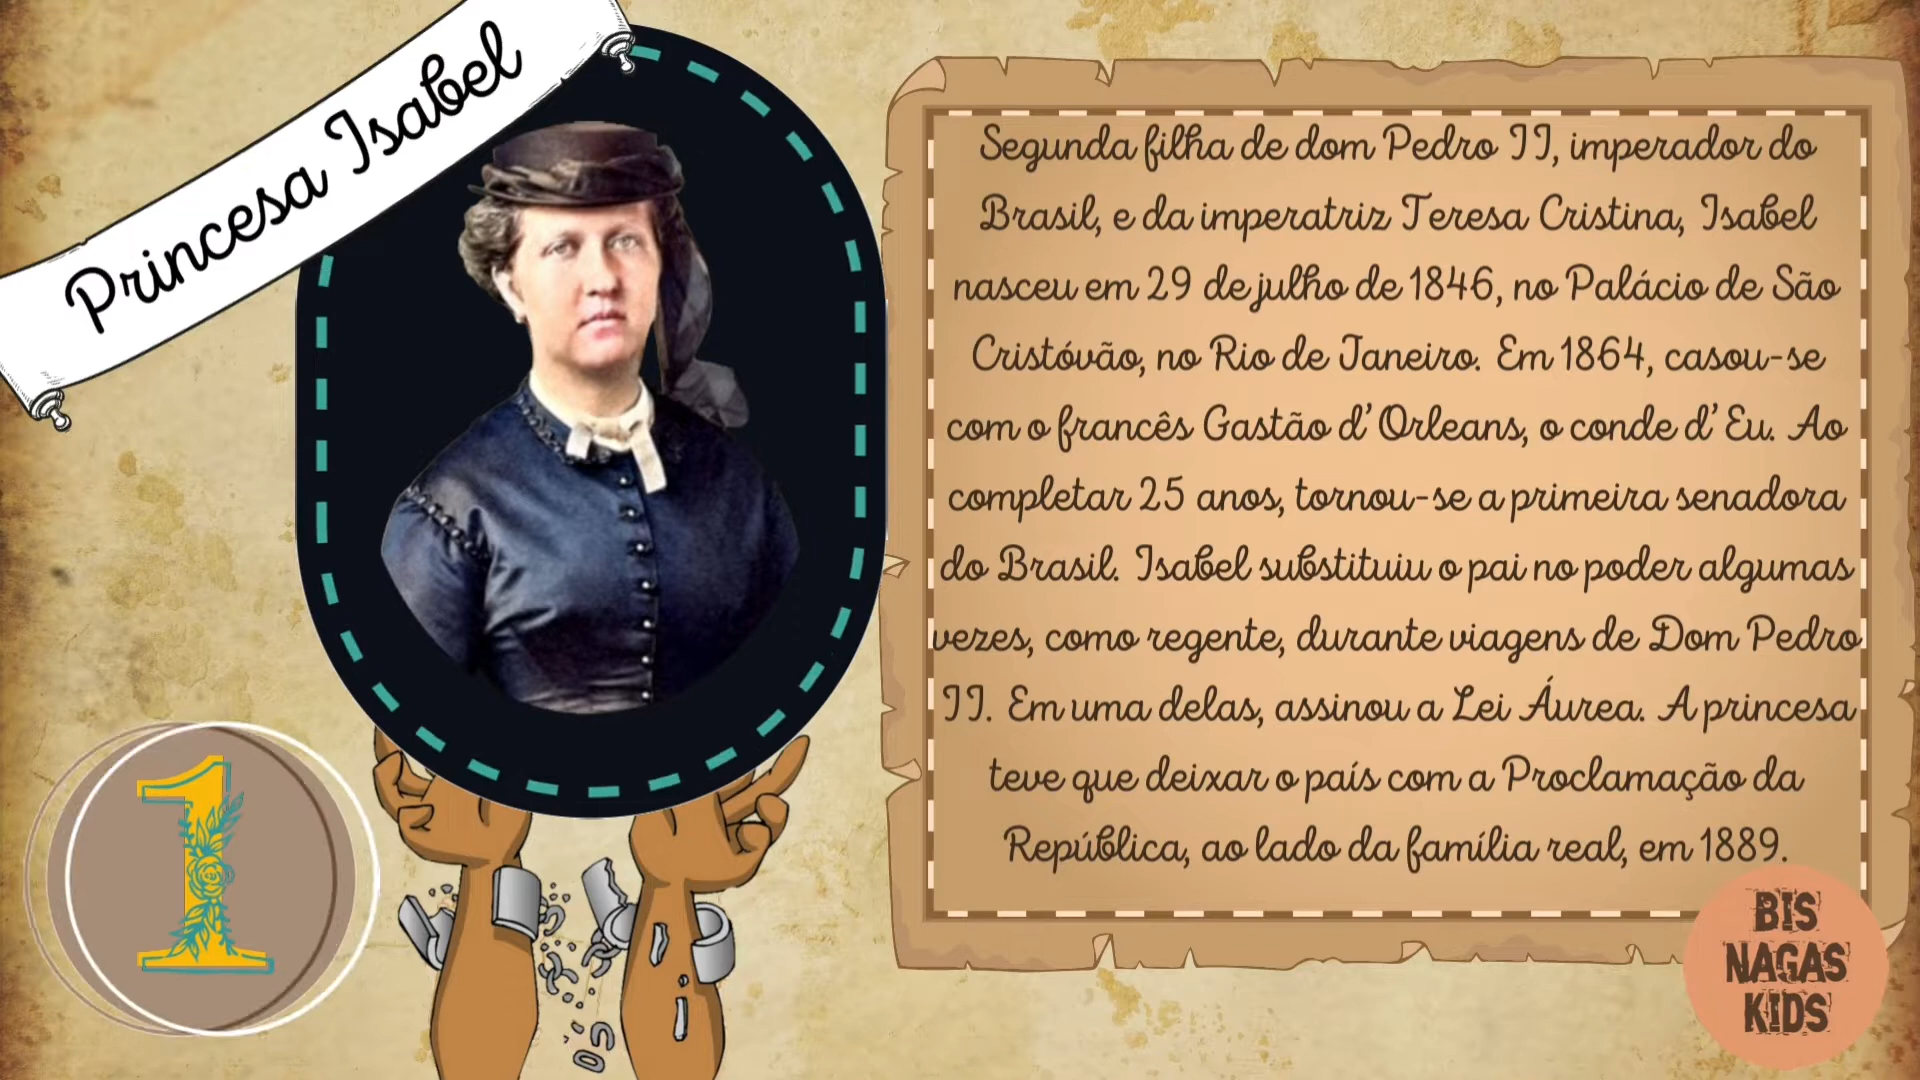 Princesa Isabel
Segunda filha de dom Pedro II, imperador do
Brasil, e da imperatriz Teresa Cristina, Isabel
nasceu em 29 de julho de 1846, no Palácio de São
Cristóvão, no Rio de Janeiro. Em 1864, casou-se
com o francês Gastão d’Orleans, o conde d’Eu. Ao
completar 25 anos, tornou-se a primeira senadora
do Brasil. Isabel substituiu o pai no poder algumas
vezes, como regente, durante viagens de Dom Pedro
II. Em uma delas, assinou a Lei Áurea. A princesa
teve que deixar o país com a Proclamação da
República, ao lado da família real, em 1889.
1
BIS
NAGAS
KIDS